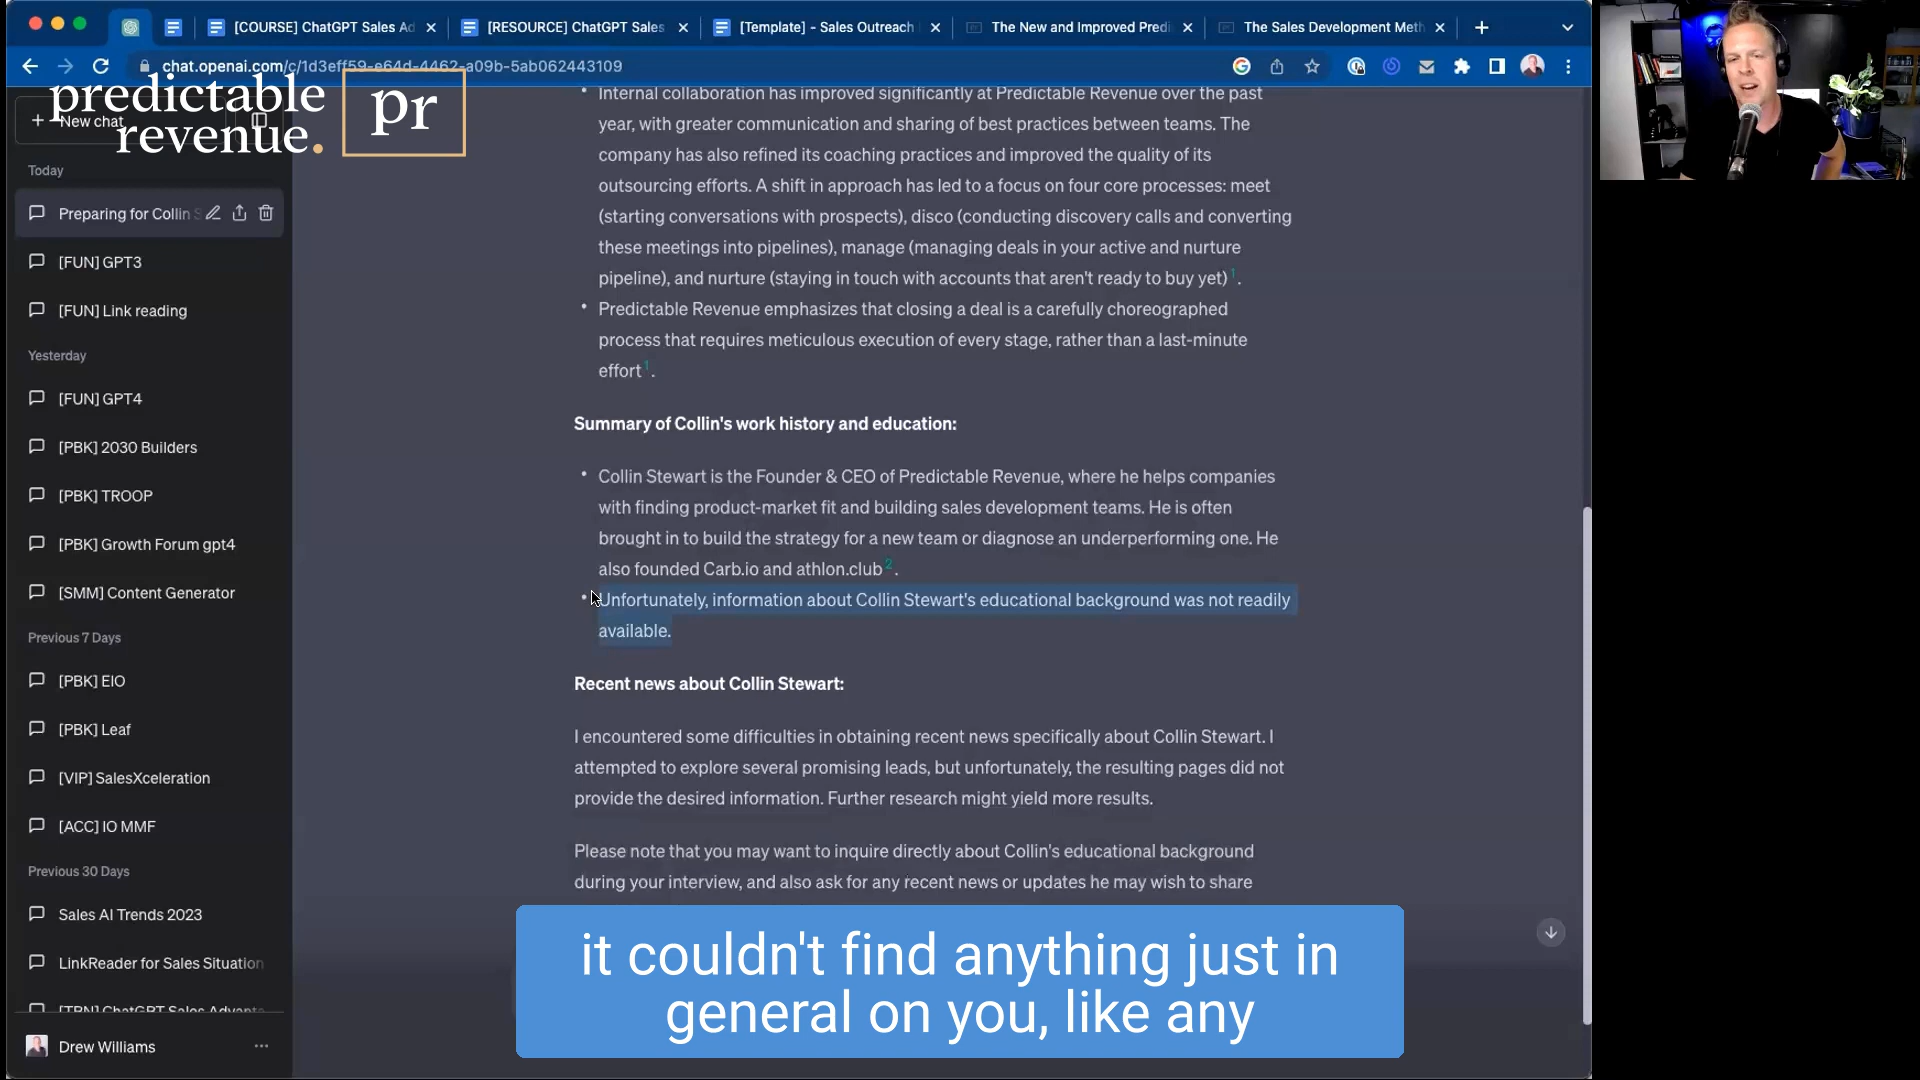 [COURSE] ChatGPT Sales Ad
[RESOURCE] ChatGPT Sales
[Template] - Sales Outreach
The New and Improved Predi
The Sales Development Meth
chat.openai.com/c/1d3eff59-e64d-4462-a09b-5ab062443109
predictable
revenue.
pr
New chat
Today
Preparing for Collin S
[FUN] GPT3
[FUN] Link reading
Yesterday
[FUN] GPT4
[PBK] 2030 Builders
[PBK] TROOP
[PBK] Growth Forum gpt4
[SMM] Content Generator
Previous 7 Days
[PBK] EIO
[PBK] Leaf
[VIP] SalesXceleration
[ACC] IO MMF
Previous 30 Days
Sales AI Trends 2023
LinkReader for Sales Situation
[TRN] ChatGPT Sales Advanta
Drew Williams
Internal collaboration has improved significantly at Predictable Revenue over the past
year, with greater communication and sharing of best practices between teams. The
company has also refined its coaching practices and improved the quality of its
outsourcing efforts. A shift in approach has led to a focus on four core processes: meet
(starting conversations with prospects), disco (conducting discovery calls and converting
these meetings into pipelines), manage (managing deals in your active and nurture
pipeline), and nurture (staying in touch with accounts that aren't ready to buy yet)1.
Predictable Revenue emphasizes that closing a deal is a carefully choreographed
process that requires meticulous execution of every stage, rather than a last-minute
effort1.
Summary of Collin's work history and education:
Collin Stewart is the Founder & CEO of Predictable Revenue, where he helps companies
with finding product-market fit and building sales development teams. He is often
brought in to build the strategy for a new team or diagnose an underperforming one. He
also founded Carb.io and athlon.club2.
Unfortunately, information about Collin Stewart's educational background was not readily
available.
Recent news about Collin Stewart:
I encountered some difficulties in obtaining recent news specifically about Collin Stewart. I
attempted to explore several promising leads, but unfortunately, the resulting pages did not
provide the desired information. Further research might yield more results.
Please note that you may want to inquire directly about Collin's educational background
during your interview, and also ask for any recent news or updates he may wish to share
it couldn't find anything just in
general on you, like any